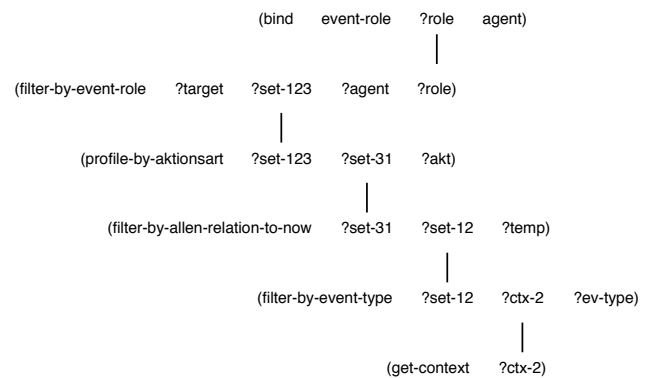 (bind event-role ?role agent)
(filter-by-event-role ?target ?set-123 ?agent ?role)
(profile-by-aktionsart ?set-123 ?set-31 ?akt)
(filter-by-allen-relation-to-now ?set-31 ?set-12 ?temp)
(filter-by-event-type ?set-12 ?ctx-2 ?ev-type)
(get-context ?ctx-2)